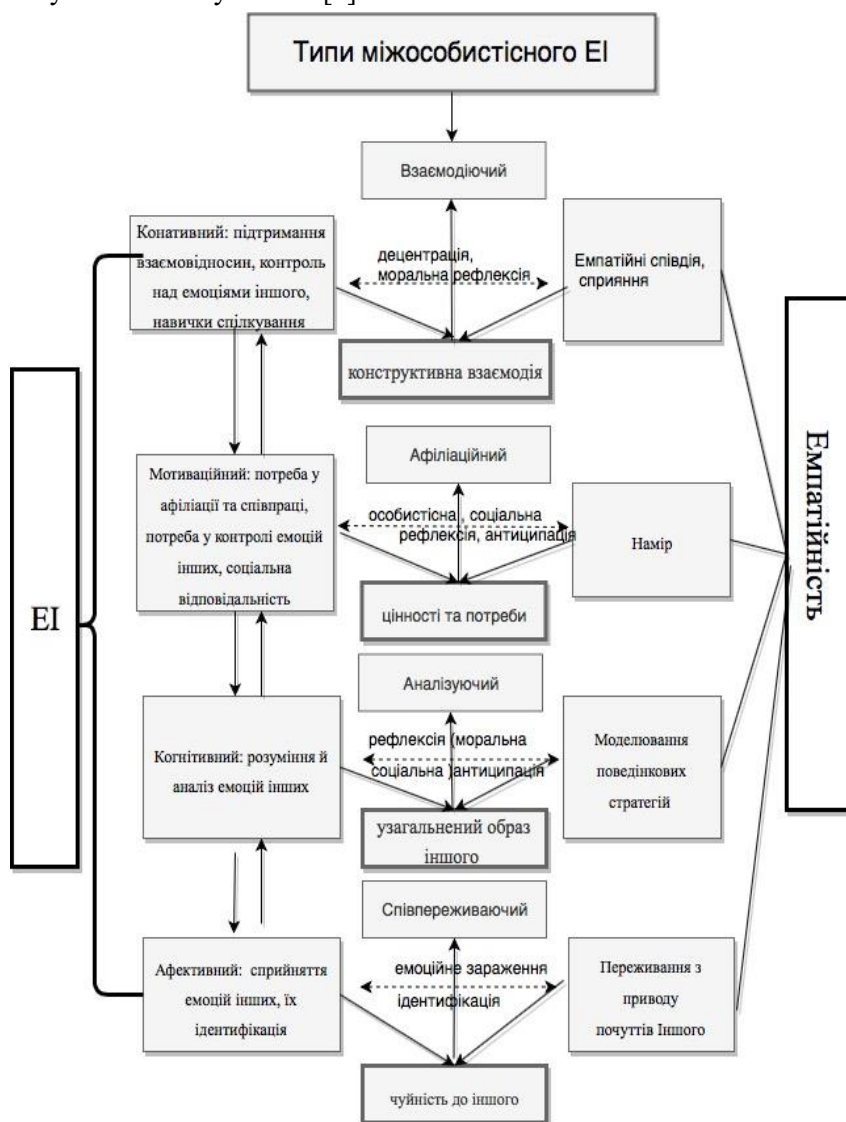 Типи міжособистісного ЕІ
Взаємодіючий
Конативний: підтримання
взаємовідносин, контроль
над емоціями іншого,
навички спілкування
децентрація,
моральна рефлексія
Емпатійні співдія,
сприяння
конструктивна взаємодія
Афіліаційний
Мотиваційний: потреба у
афіліації та співпраці,
потреба у контролі емоцій
інших, соціальна
відповідальність
особистісна , соціальна
рефлексія, антиципація
Намір
цінності та потреби
Аналізуючий
Когнітивний: розуміння й
аналіз емоцій інших
рефлексія (моральна
соціальна )антиципація
Моделювання
поведінкових
стратегій
узагальнений образ
іншого
Співпереживаючий
Афективний: сприйняття
емоцій інших, їх
ідентифікація
емоційне зараження
ідентифікація
Переживання з
приводу
почуттів Іншого
чуйність до іншого
ЕІ
Емпатійність